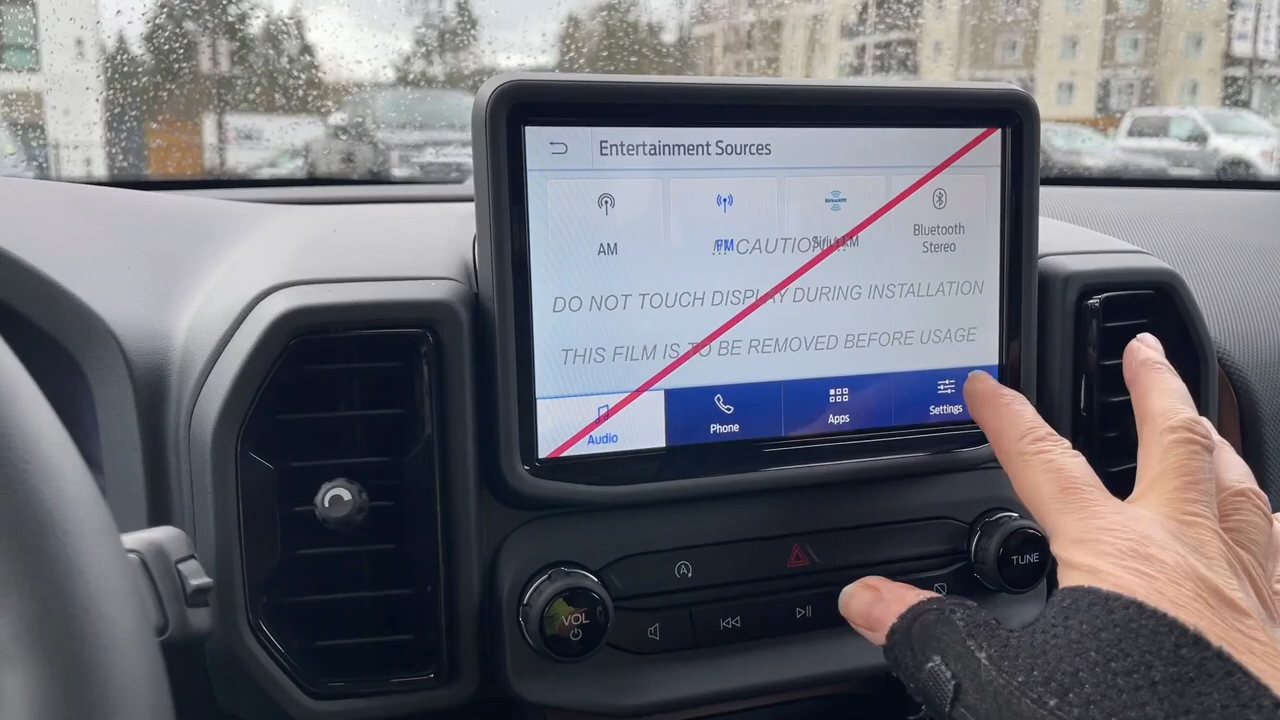 Entertainment Sources
AM
FM
SiriusXM
SiriusXM
Bluetooth
Stereo
!!! CAUTION !!!
DO NOT TOUCH DISPLAY DURING INSTALLATION
THIS FILM IS TO BE REMOVED BEFORE USAGE
Audio
Phone
Apps
Settings
A
TUNE
VOL